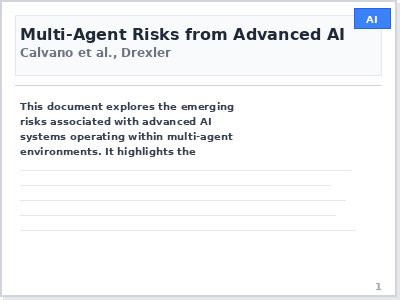 Multi-Agent Risks from Advanced AI
AI
Calvano et al., Drexler
This document explores the emerging
risks associated with advanced AI
systems operating within multi-agent
environments. It highlights the
1